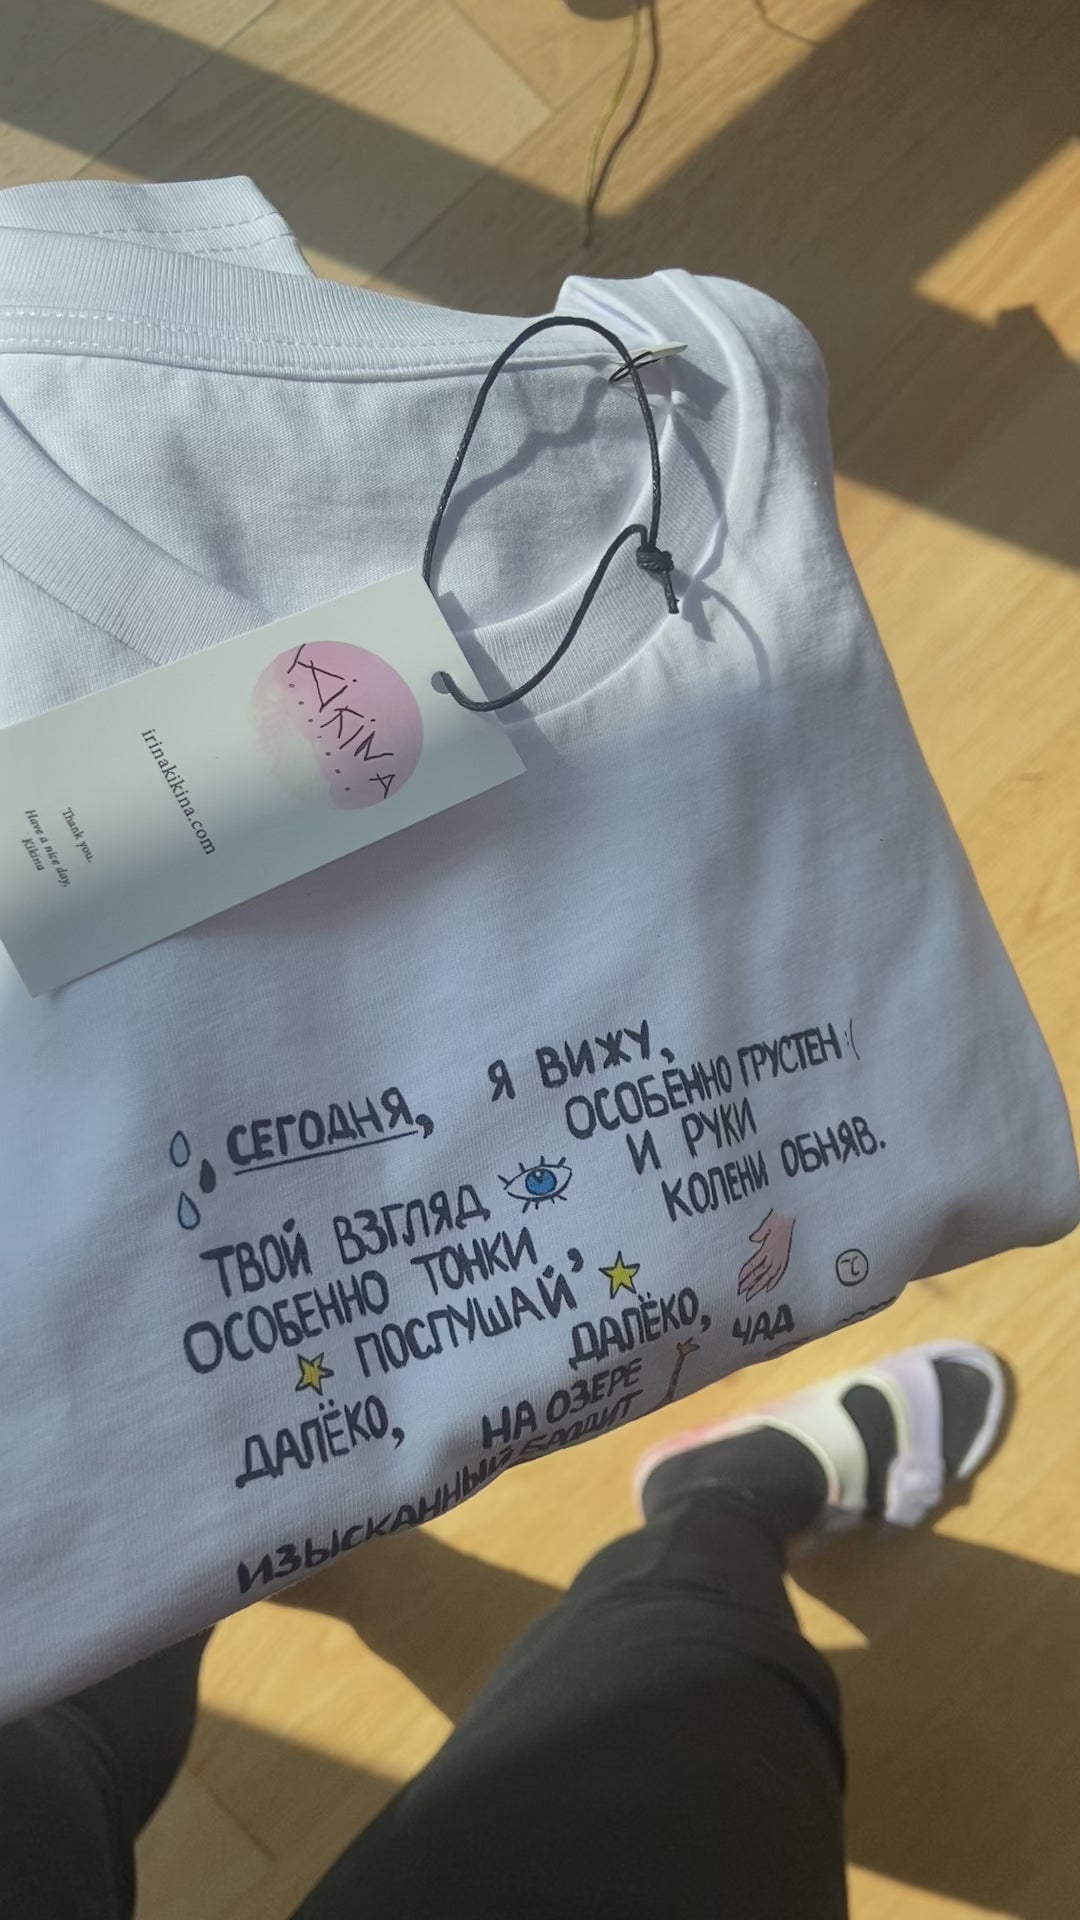 KIKINA
irinakikina.com
Thank you.
Have a nice day,
Kikina
СЕГОДНЯ, Я ВИЖУ,
ОСОБЕННО ГРУСТЕН :(
ТВОЙ ВЗГЛЯД И РУКИ
ОСОБЕННО ТОНКИ, КОЛЕНИ ОБНЯВ.
ПОСЛУШАЙ,
ДАЛЁКО, ДАЛЁКО,
НА ОЗЕРЕ ЧАД
ИЗЫСКАННЫЙ БРОДИТ